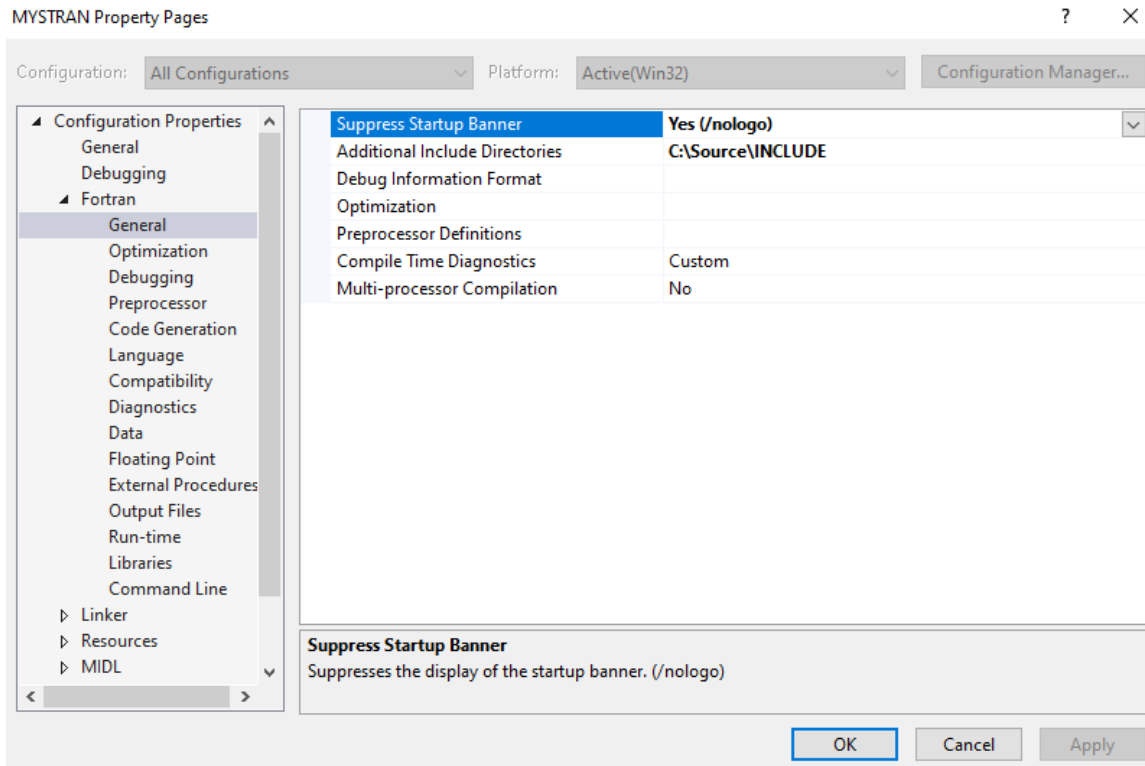 MYSTRAN Property Pages
?
Configuration: All Configurations Platform: Active(Win32) Configuration Manager...
Configuration Properties
General
Debugging
Fortran
General
Optimization
Debugging
Preprocessor
Code Generation
Language
Compatibility
Diagnostics
Data
Floating Point
External Procedures
Output Files
Run-time
Libraries
Command Line
Linker
Resources
MIDL
Suppress Startup Banner Yes (/nologo)
Additional Include Directories C:\Source\INCLUDE
Debug Information Format
Optimization
Preprocessor Definitions
Compile Time Diagnostics Custom
Multi-processor Compilation No
Suppress Startup Banner
Suppresses the display of the startup banner. (/nologo)
OK Cancel Apply